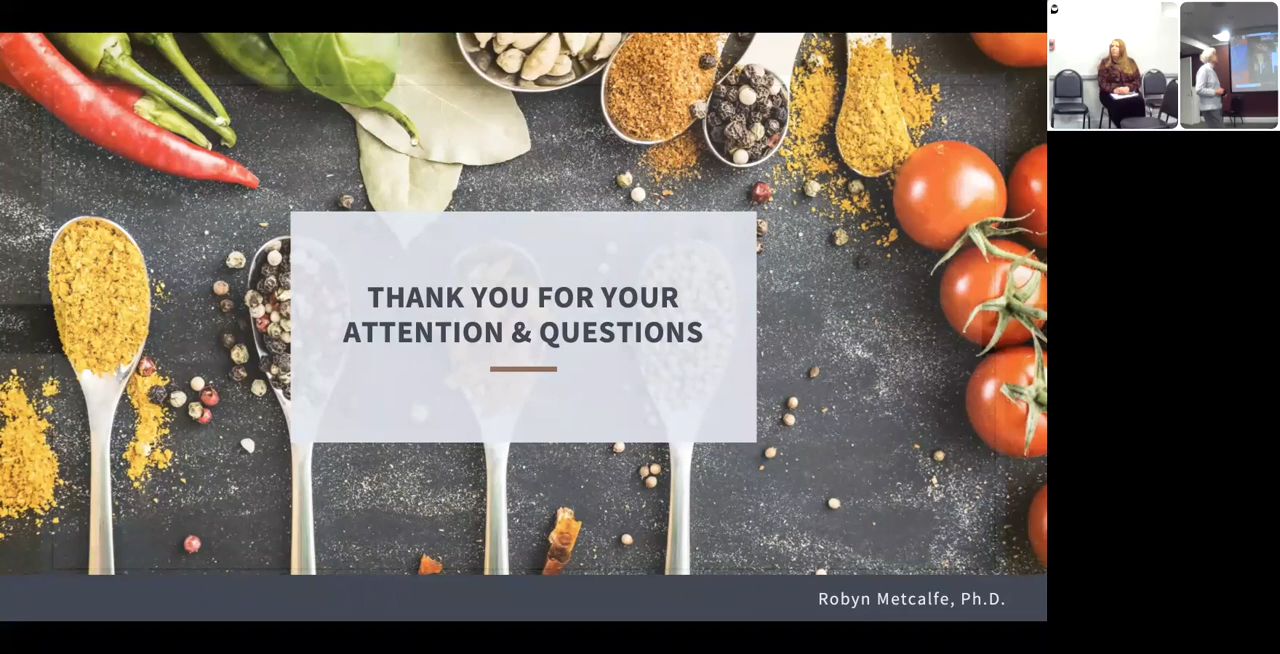 THANK YOU FOR YOUR
ATTENTION & QUESTIONS
Robyn Metcalfe, Ph.D.